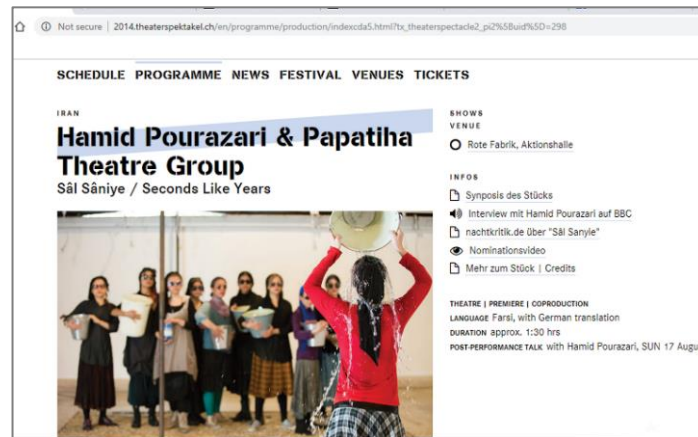 Not secure | 2014.theaterspektakel.ch/en/programme/production/indexcda5.html?tx_theaterspectacle2_pi2%5Buid%5D=298
SCHEDULE PROGRAMME NEWS FESTIVAL VENUES TICKETS
IRAN
Hamid Pourazari & Papatiha
Theatre Group
Sâl Sâniye / Seconds Like Years
SHOWS
VENUE
Rote Fabrik, Aktionshalle
INFOS
Synposis des Stücks
Interview mit Hamid Pourazari auf BBC
nachtkritik.de über "Sâl Sanyie"
Nominationsvideo
Mehr zum Stück | Credits
THEATRE | PREMIERE | COPRODUCTION
LANGUAGE Farsi, with German translation
DURATION approx. 1:30 hrs
POST-PERFORMANCE TALK with Hamid Pourazari, SUN 17 Augu